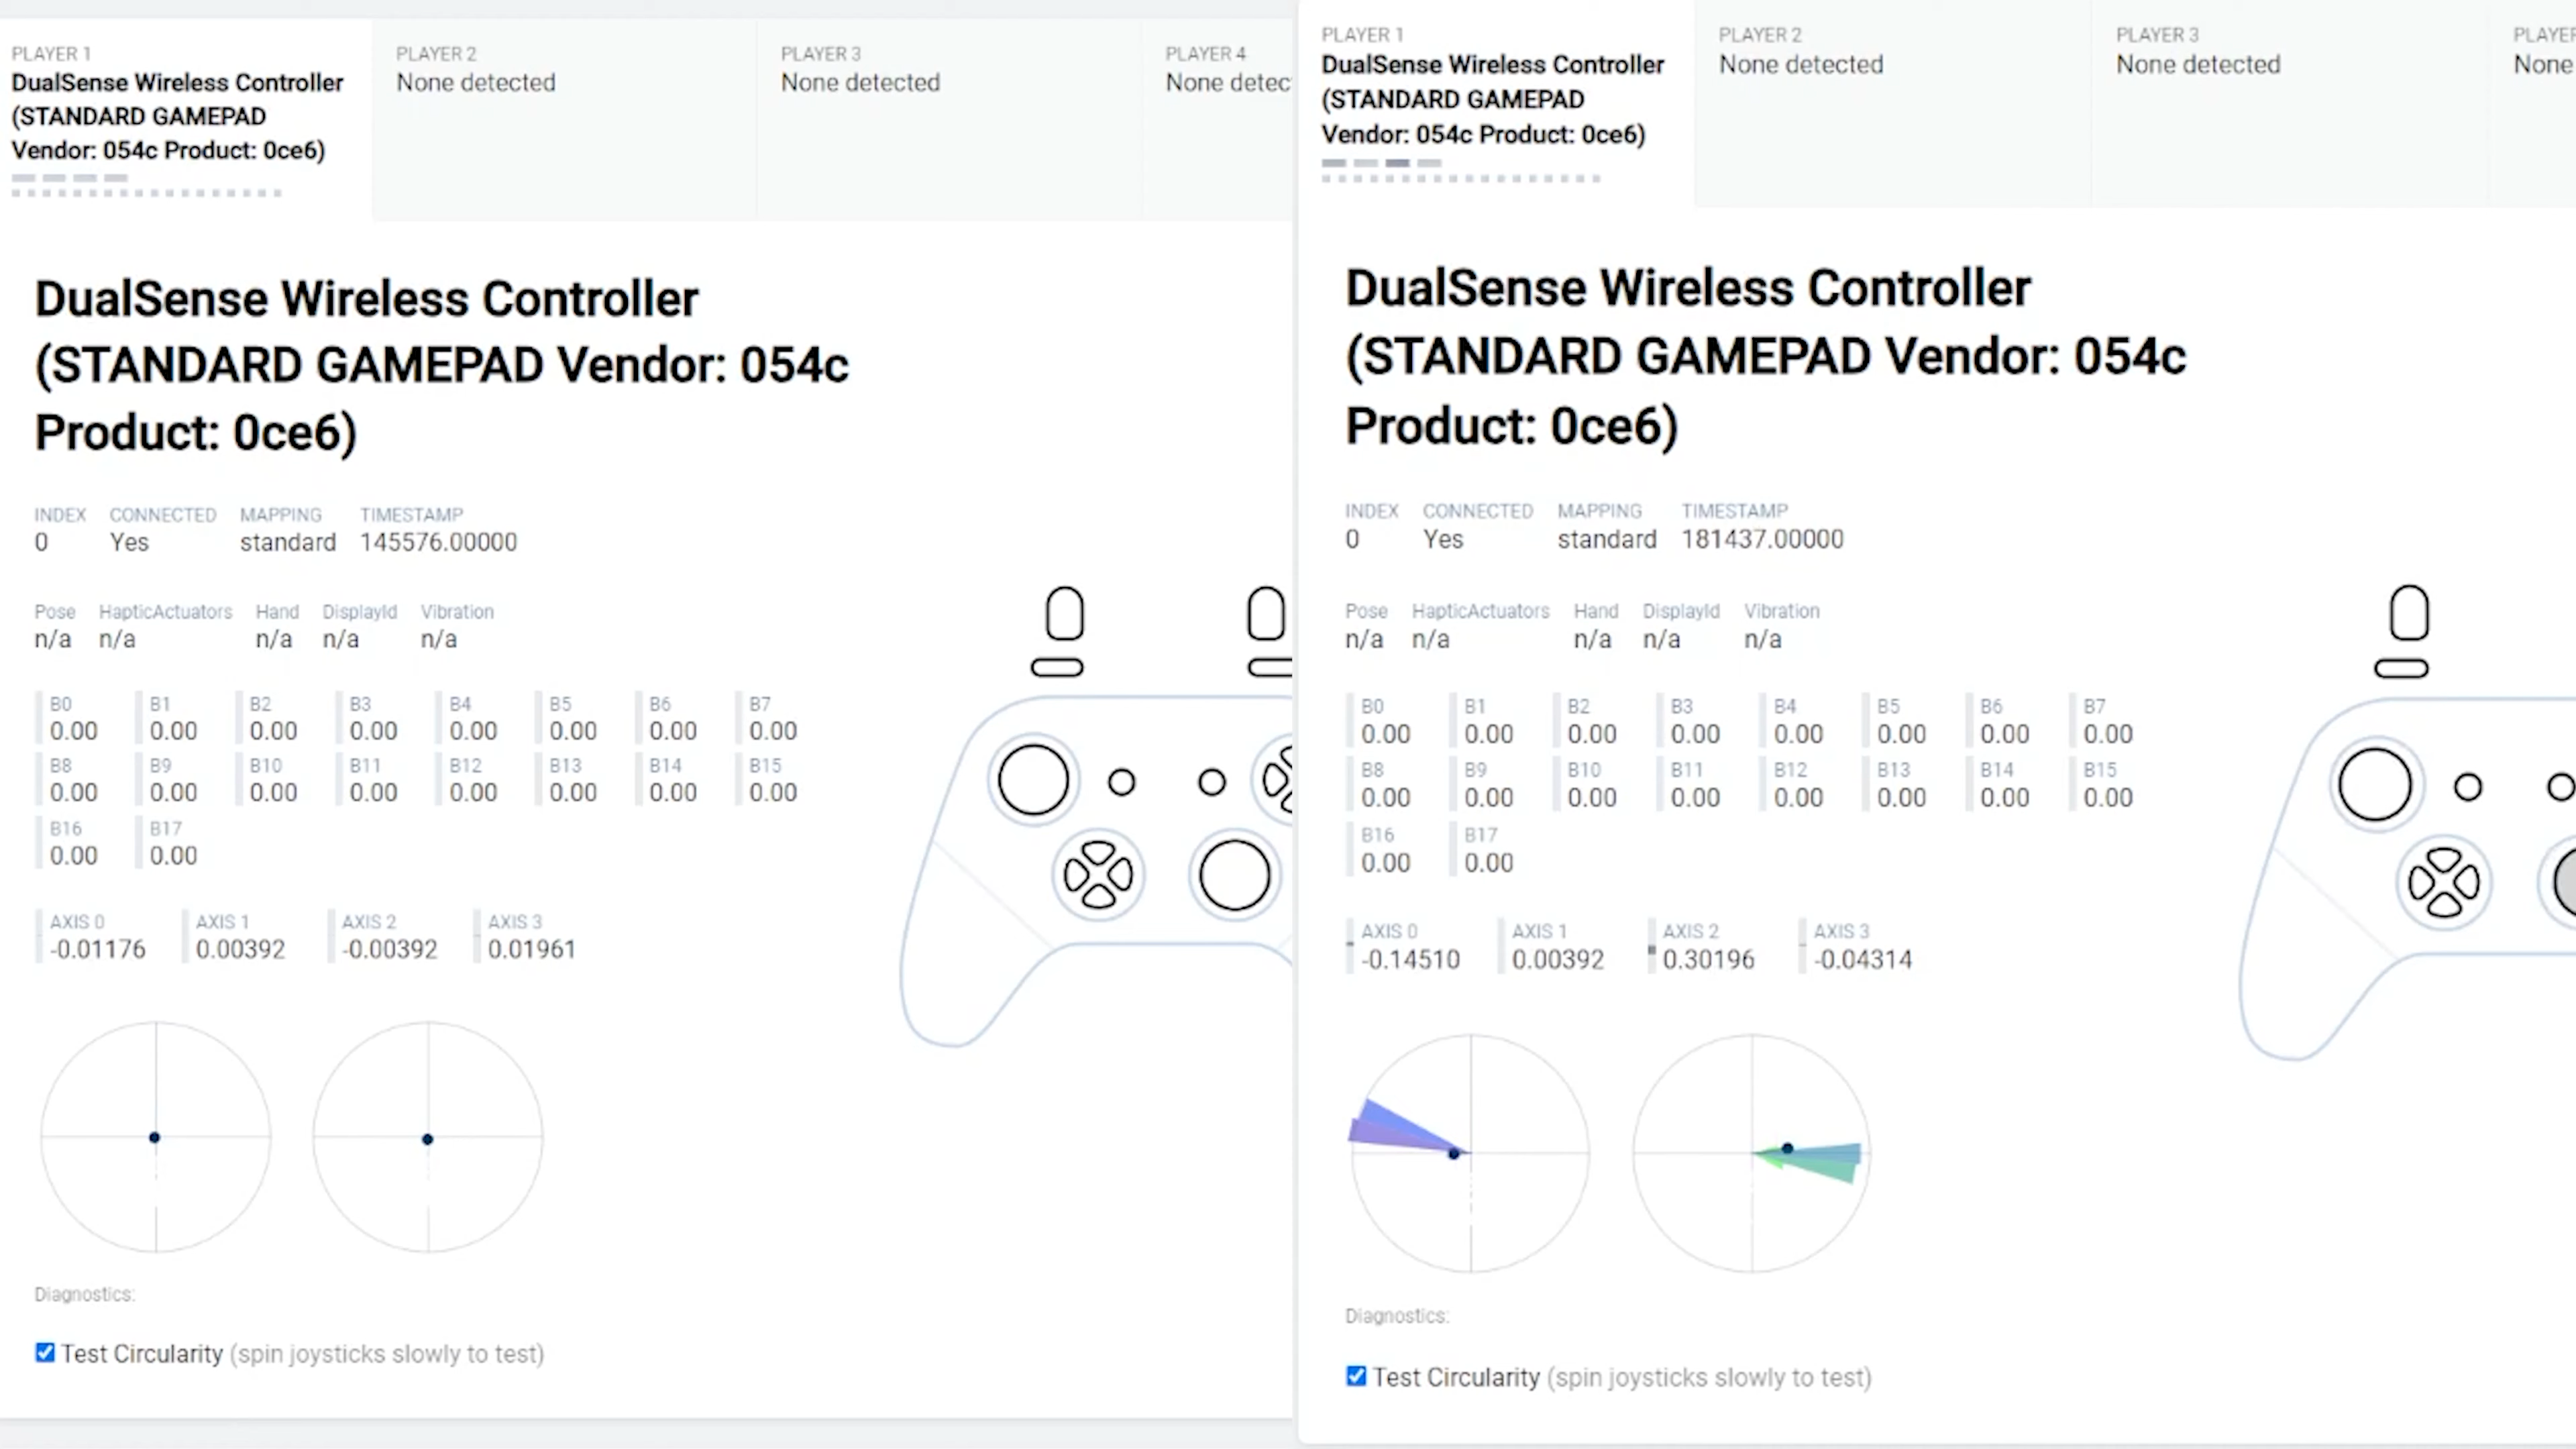 PLAYER 1
DualSense Wireless Controller
(STANDARD GAMEPAD
Vendor: 054c Product: 0ce6)
PLAYER 2
None detected
PLAYER 3
None detected
PLAYER 4
None detec
DualSense Wireless Controller
(STANDARD GAMEPAD Vendor: 054c
Product: 0ce6)
INDEX CONNECTED MAPPING TIMESTAMP
0 Yes standard 145576.00000
Pose HapticActuators Hand DisplayId Vibration
n/a n/a n/a n/a n/a
B0 B1 B2 B3 B4 B5 B6 B7
0.00 0.00 0.00 0.00 0.00 0.00 0.00 0.00
B8 B9 B10 B11 B12 B13 B14 B15
0.00 0.00 0.00 0.00 0.00 0.00 0.00 0.00
B16 B17
0.00 0.00
AXIS 0 AXIS 1 AXIS 2 AXIS 3
-0.01176 0.00392 -0.00392 0.01961
Diagnostics:
Test Circularity (spin joysticks slowly to test)
PLAYER 1
DualSense Wireless Controller
(STANDARD GAMEPAD
Vendor: 054c Product: 0ce6)
PLAYER 2
None detected
PLAYER 3
None detected
PLAYER
None
DualSense Wireless Controller
(STANDARD GAMEPAD Vendor: 054c
Product: 0ce6)
INDEX CONNECTED MAPPING TIMESTAMP
0 Yes standard 181437.00000
Pose HapticActuators Hand DisplayId Vibration
n/a n/a n/a n/a n/a
B0 B1 B2 B3 B4 B5 B6 B7
0.00 0.00 0.00 0.00 0.00 0.00 0.00 0.00
B8 B9 B10 B11 B12 B13 B14 B15
0.00 0.00 0.00 0.00 0.00 0.00 0.00 0.00
B16 B17
0.00 0.00
AXIS 0 AXIS 1 AXIS 2 AXIS 3
-0.14510 0.00392 0.30196 -0.04314
Diagnostics:
Test Circularity (spin joysticks slowly to test)